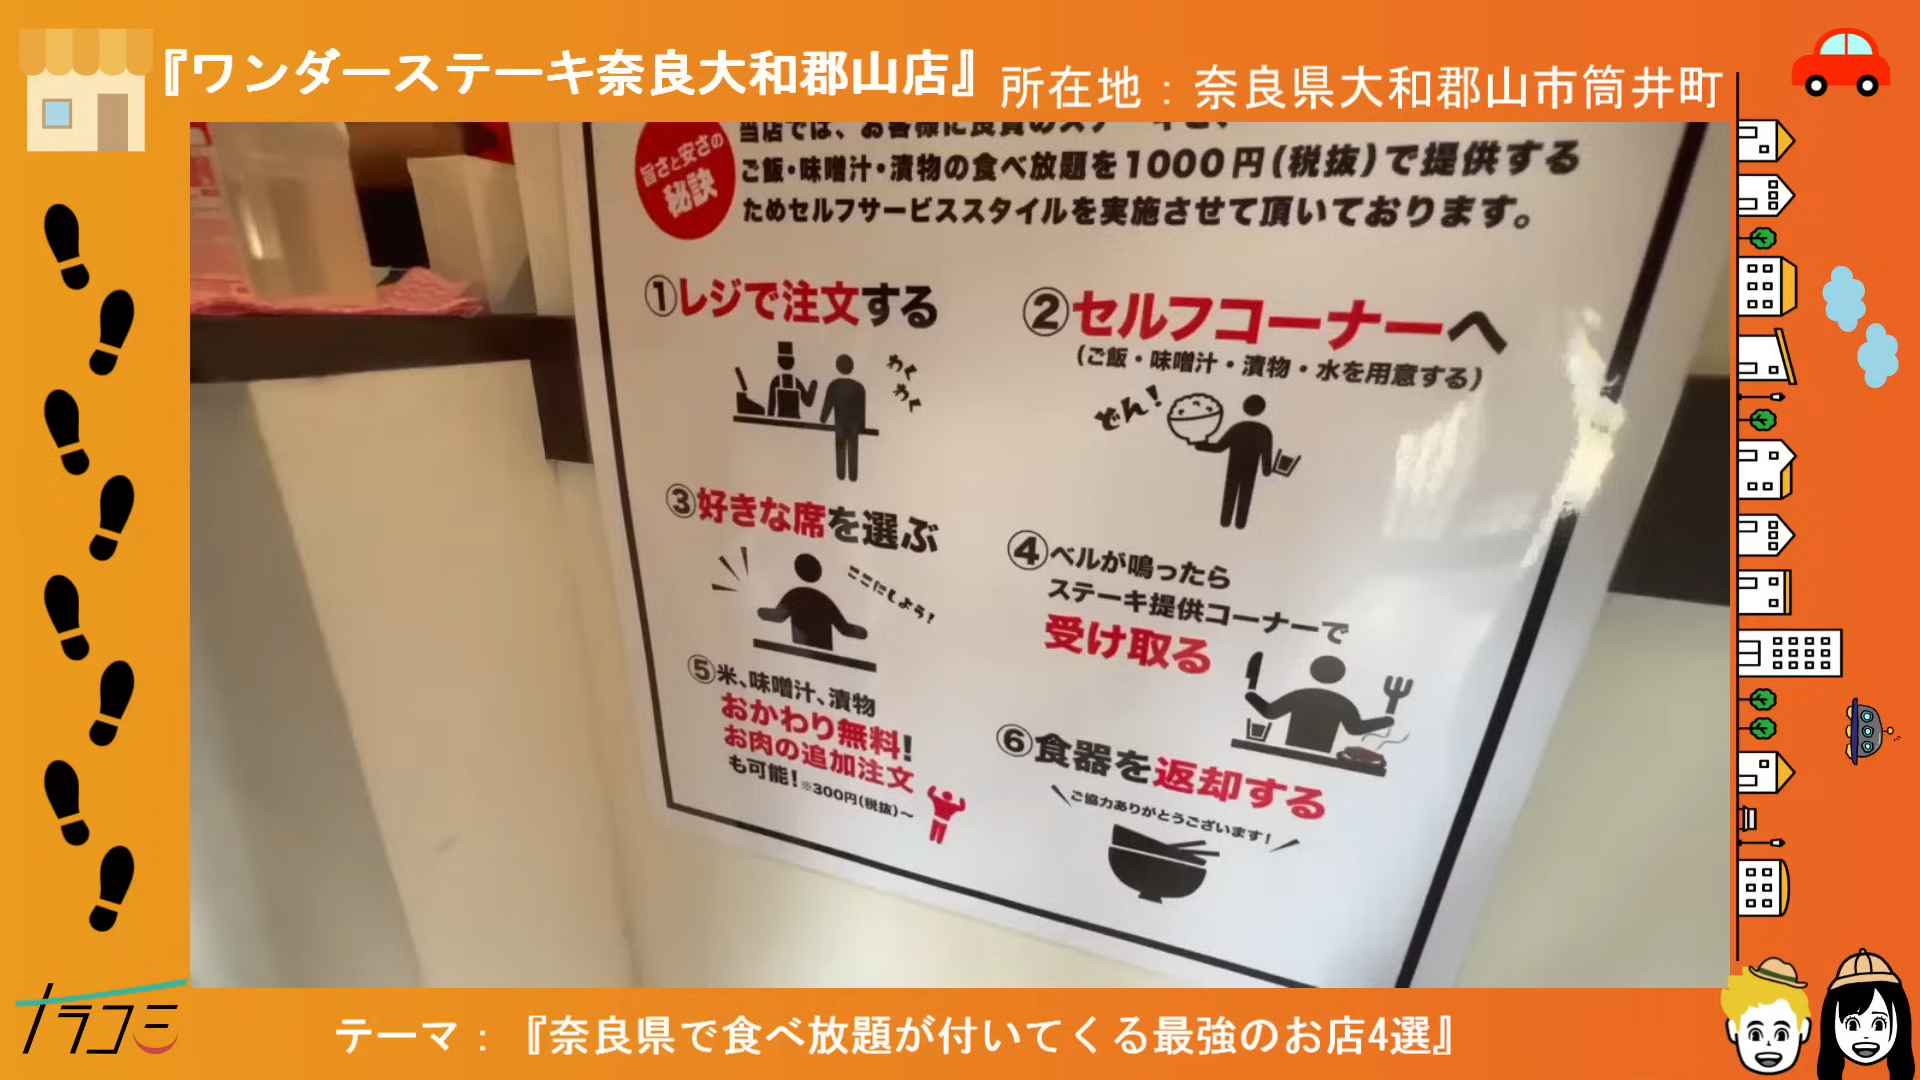 『ワンダーステーキ奈良大和郡山店』
所在地：奈良県大和郡山市筒井町
旨さと安さの
秘訣
当店では、お客様に良質のステーキと、
ご飯・味噌汁・漬物の食べ放題を1000円(税抜)で提供する
ためセルフサービススタイルを実施させて頂いております。
①レジで注文する
わくわく
②セルフコーナーへ
(ご飯・味噌汁・漬物・水を用意する)
どん！
③好きな席を選ぶ
ここにしよう！
④ベルが鳴ったら
ステーキ提供コーナーで
受け取る
⑤米、味噌汁、漬物
おかわり無料！
お肉の追加注文
も可能！※300円(税抜)～
⑥食器を返却する
ご協力ありがとうございます！
ナラコミ
テーマ：『奈良県で食べ放題が付いてくる最強のお店4選』